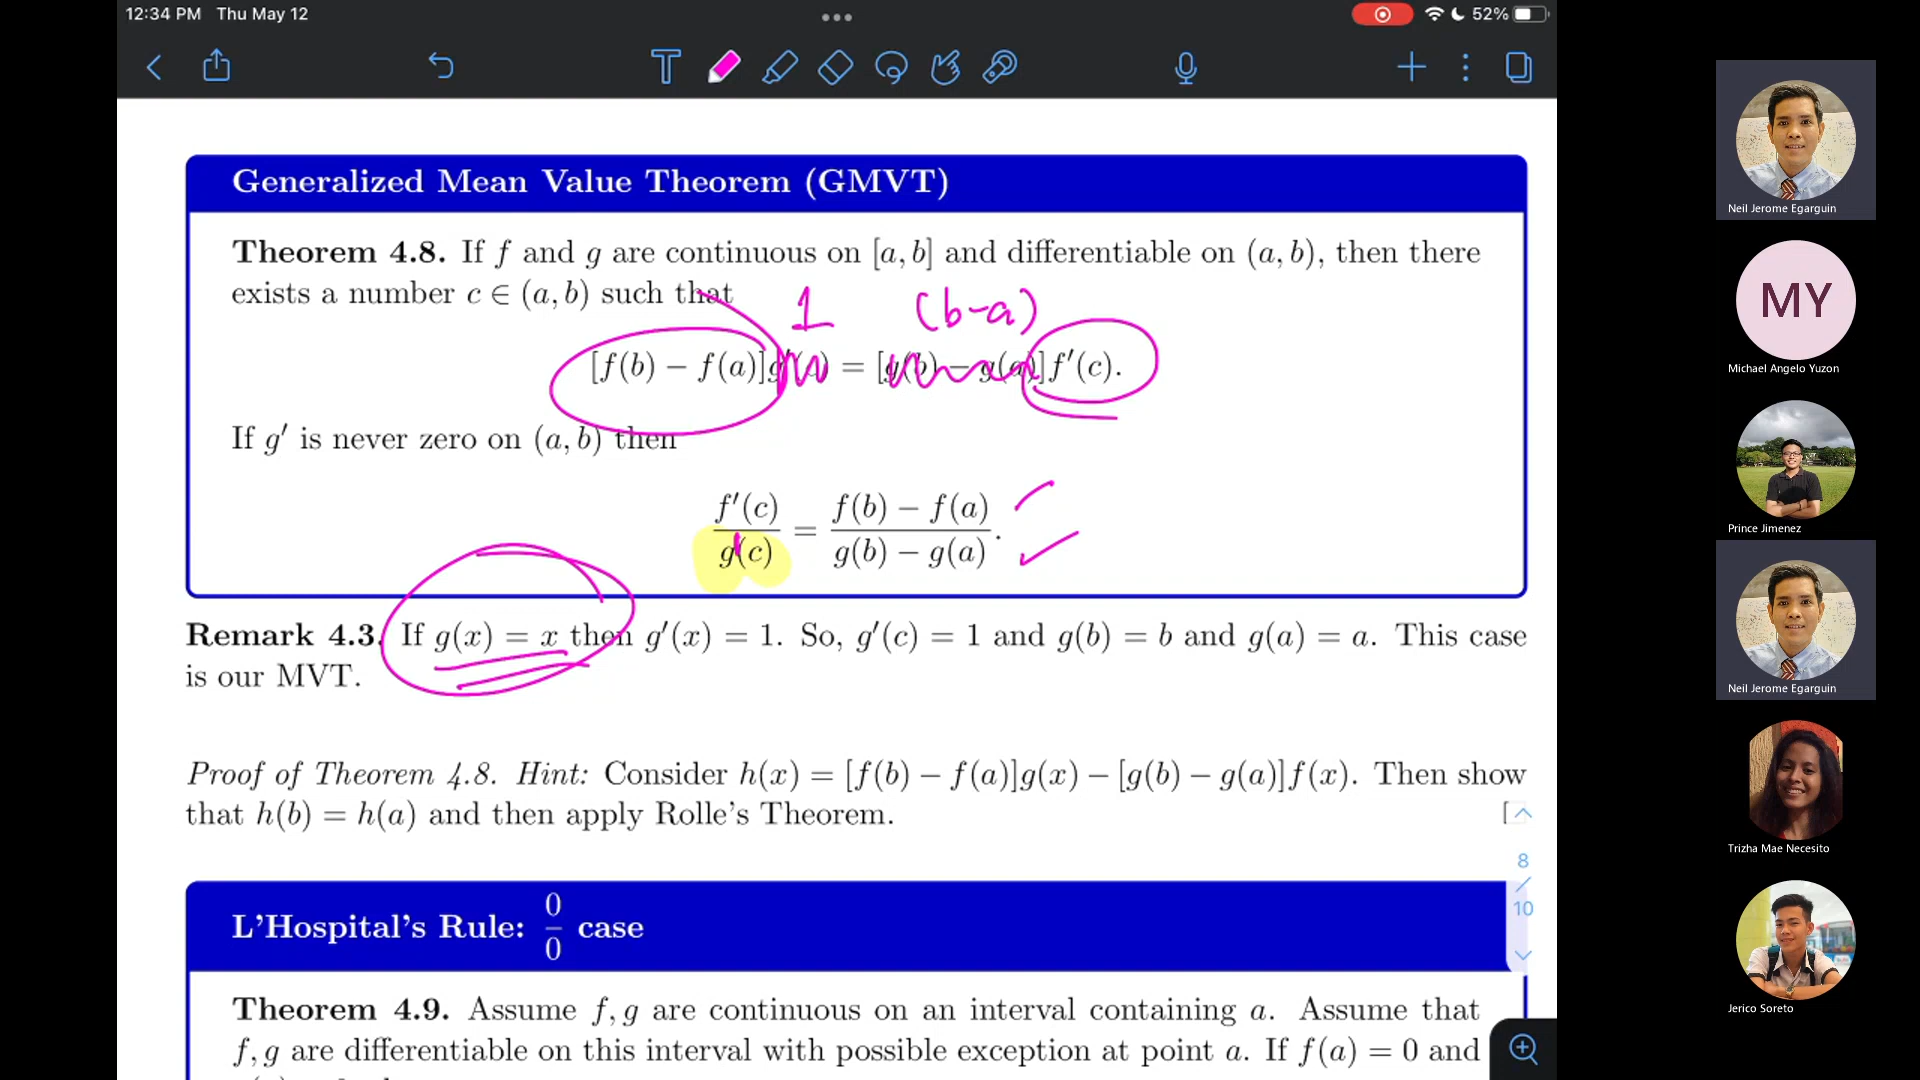 12:34 PM Thu May 12
52%
Generalized Mean Value Theorem (GMVT)
Theorem 4.8. If f and g are continuous on [a, b] and differentiable on (a, b), then there
exists a number c ∈ (a, b) such that
1 (b-a)
[f(b) − f(a)]g′(c) = [g(b) − g(a)]f′(c).
If g′ is never zero on (a, b) then
f′(c)/g'(c) = f(b) − f(a)/g(b) − g(a).
Remark 4.3. If g(x) = x then g′(x) = 1. So, g′(c) = 1 and g(b) = b and g(a) = a. This case
is our MVT.
Proof of Theorem 4.8. Hint: Consider h(x) = [f(b) − f(a)]g(x) − [g(b) − g(a)]f(x). Then show
that h(b) = h(a) and then apply Rolle's Theorem.
8
/
10
L'Hospital's Rule: 0/0 case
Theorem 4.9. Assume f, g are continuous on an interval containing a. Assume that
f, g are differentiable on this interval with possible exception at point a. If f(a) = 0 and
Neil Jerome Egarguin
MY
Michael Angelo Yuzon
Prince Jimenez
Neil Jerome Egarguin
Trizha Mae Necesito
Jerico Soreto